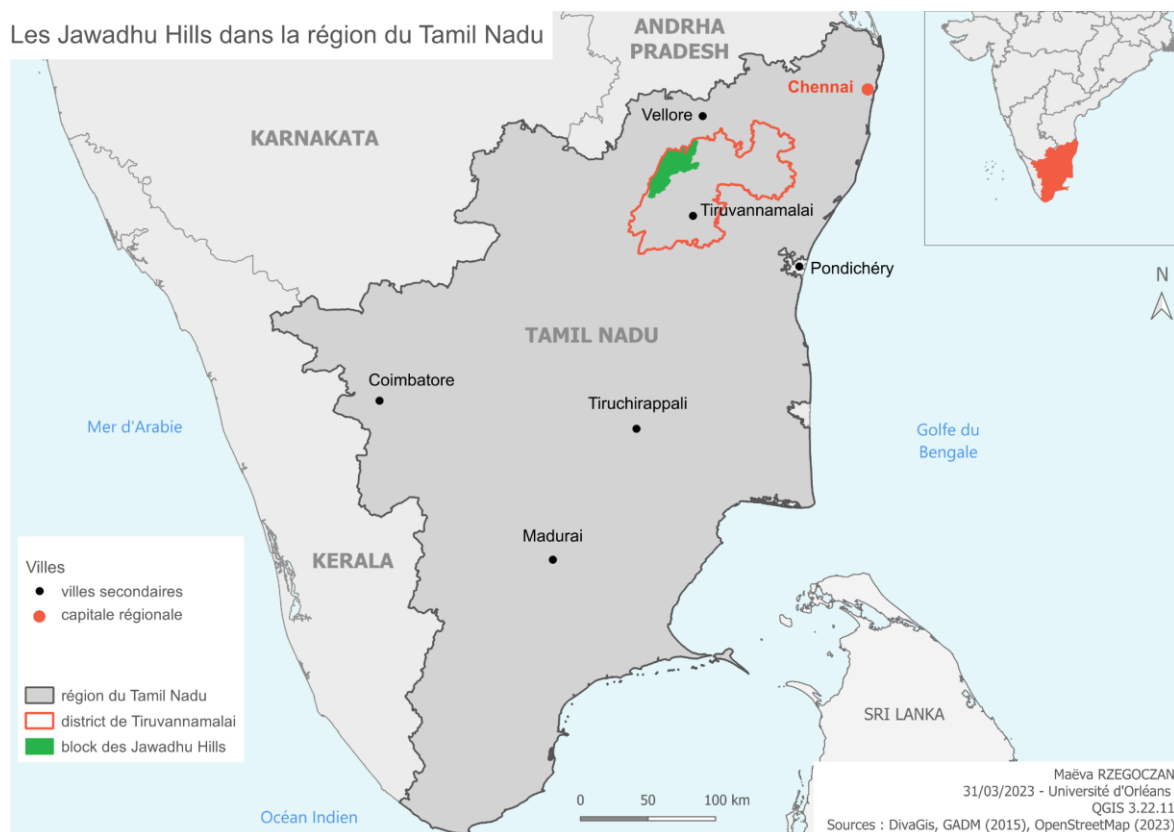 Les Jawadhu Hills dans la région du Tamil Nadu
ANDRHA
PRADESH
Chennai
Vellore
KARNAKATA
Tiruvannamalai
Pondichéry
N
TAMIL NADU
Coimbatore
Tiruchirappali
Mer d'Arabie
Golfe du
Bengale
Madurai
KERALA
Villes
villes secondaires
capitale régionale
région du Tamil Nadu
district de Tiruvannamalai
block des Jawadhu Hills
SRI LANKA
Océan Indien
0 50 100 km
Maëva RZEGOCZAN
31/03/2023 - Université d'Orléans
QGIS 3.22.11
Sources : DivaGis, GADM (2015), OpenStreetMap (2023)